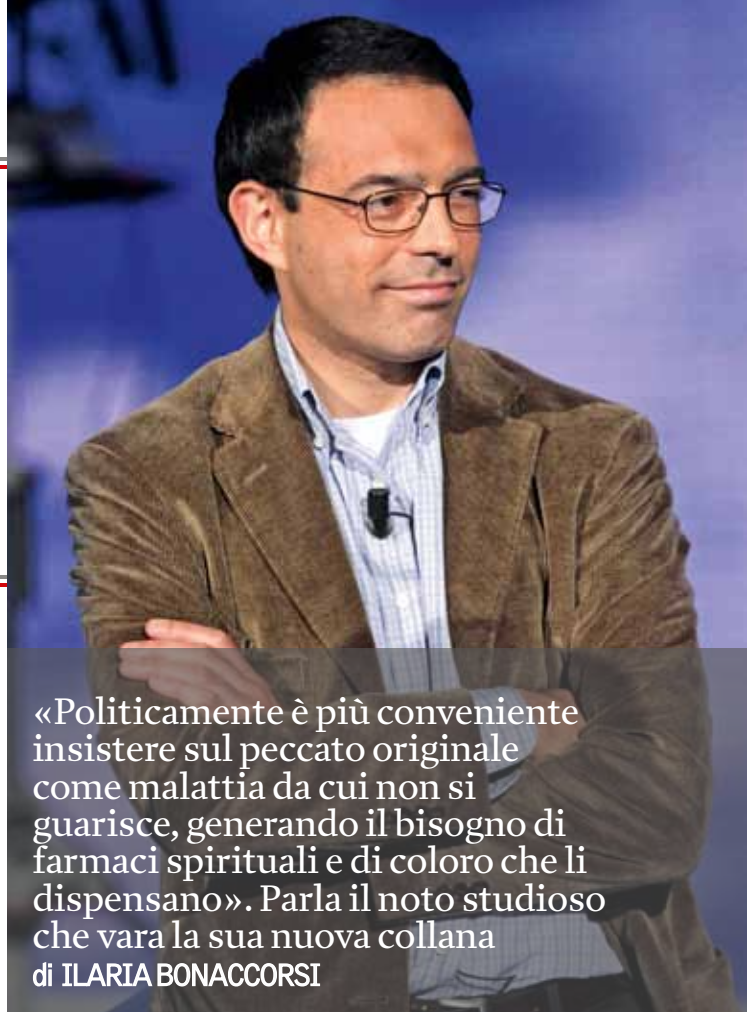 «Politicamente è più conveniente
insistere sul peccato originale
come malattia da cui non si
guarisce, generando il bisogno di
farmaci spirituali e di coloro che li
dispensano». Parla il noto studioso
che vara la sua nuova collana
di ILARIA BONACCORSI